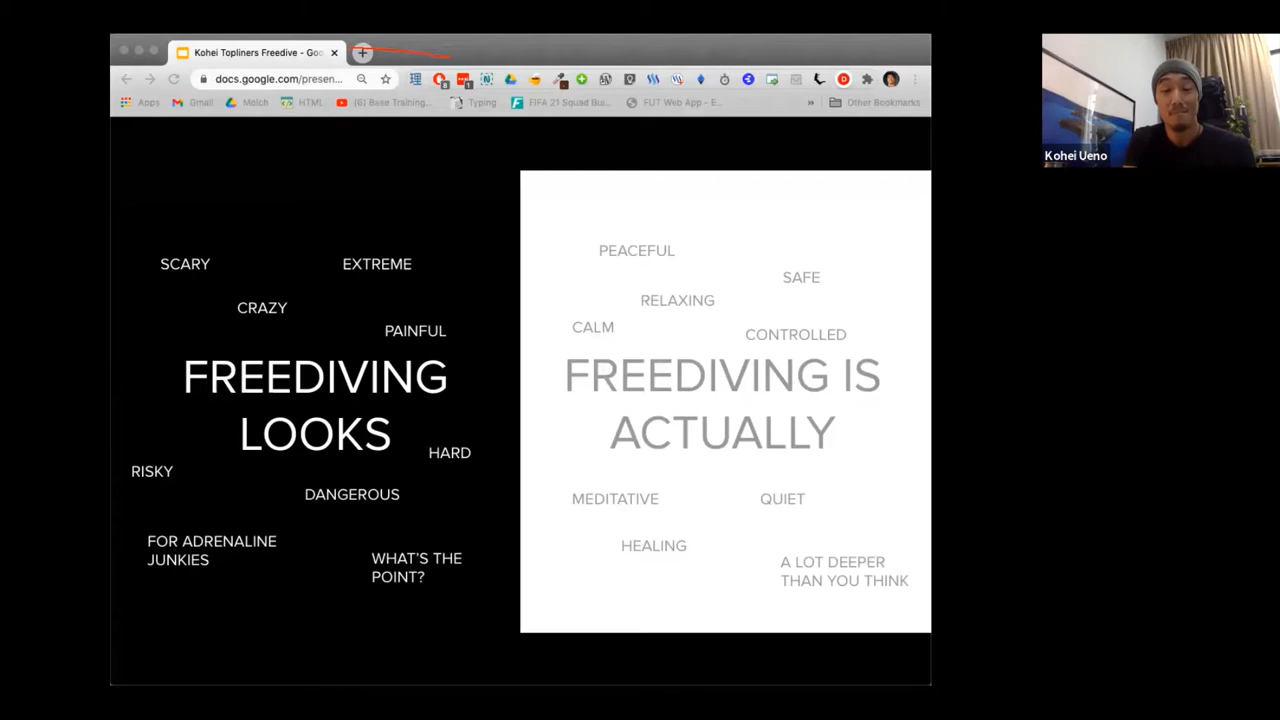 Kohei Topliners Freedive - Goo
docs.google.com/presen...
Apps
Gmail
Molch
HTML
(6) Base Training...
Typing
FIFA 21 Squad Bui...
FUT Web App - E...
»
Other Bookmarks
Kohei Ueno
SCARY
EXTREME
CRAZY
PAINFUL
FREEDIVING
LOOKS
HARD
RISKY
DANGEROUS
FOR ADRENALINE
JUNKIES
WHAT'S THE
POINT?
PEACEFUL
SAFE
RELAXING
CALM
CONTROLLED
FREEDIVING IS
ACTUALLY
MEDITATIVE
QUIET
HEALING
A LOT DEEPER
THAN YOU THINK